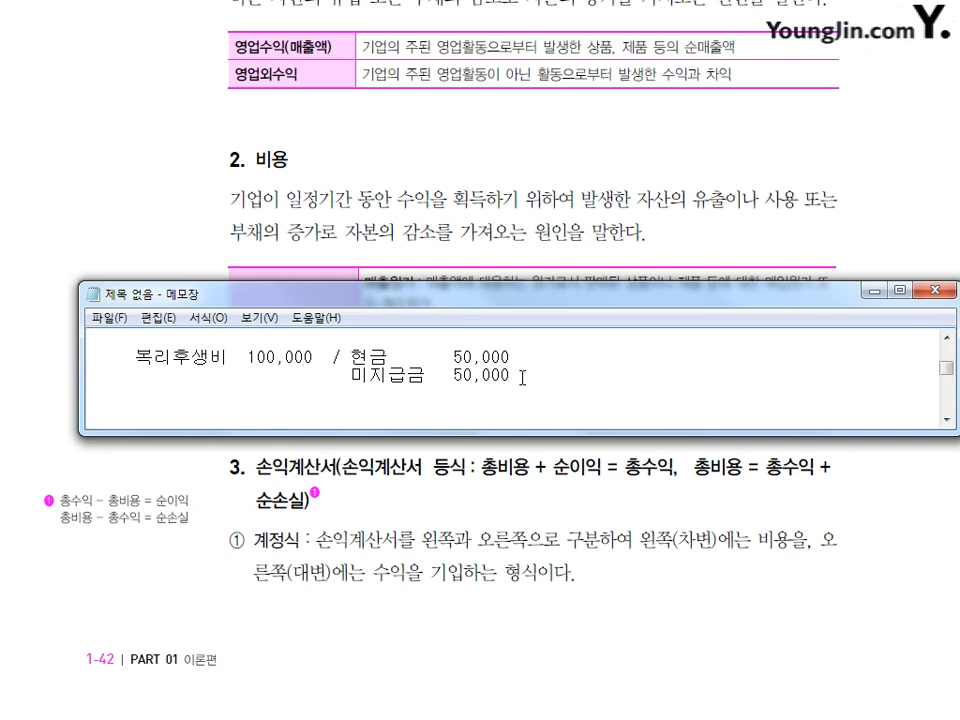 YoungJin.com Y.
영업수익(매출액) 기업의 주된 영업활동으로부터 발생한 상품, 제품 등의 순매출액
영업외수익 기업의 주된 영업활동이 아닌 활동으로부터 발생한 수익과 차익
2. 비용
기업이 일정기간 동안 수익을 획득하기 위하여 발생한 자산의 유출이나 사용 또는
부채의 증가로 자본의 감소를 가져오는 원인을 말한다.
제목 없음 - 메모장
파일(F) 편집(E) 서식(O) 보기(V) 도움말(H)
복리후생비 100,000 / 현금 50,000
미지급금 50,000
3. 손익계산서(손익계산서 등식 : 총비용 + 순이익 = 총수익, 총비용 = 총수익 +
순손실)❶
❶ 총수익 - 총비용 = 순이익
총비용 - 총수익 = 순손실
① 계정식 : 손익계산서를 왼쪽과 오른쪽으로 구분하여 왼쪽(차변)에는 비용을, 오
른쪽(대변)에는 수익을 기입하는 형식이다.
1-42 | PART 01 이론편